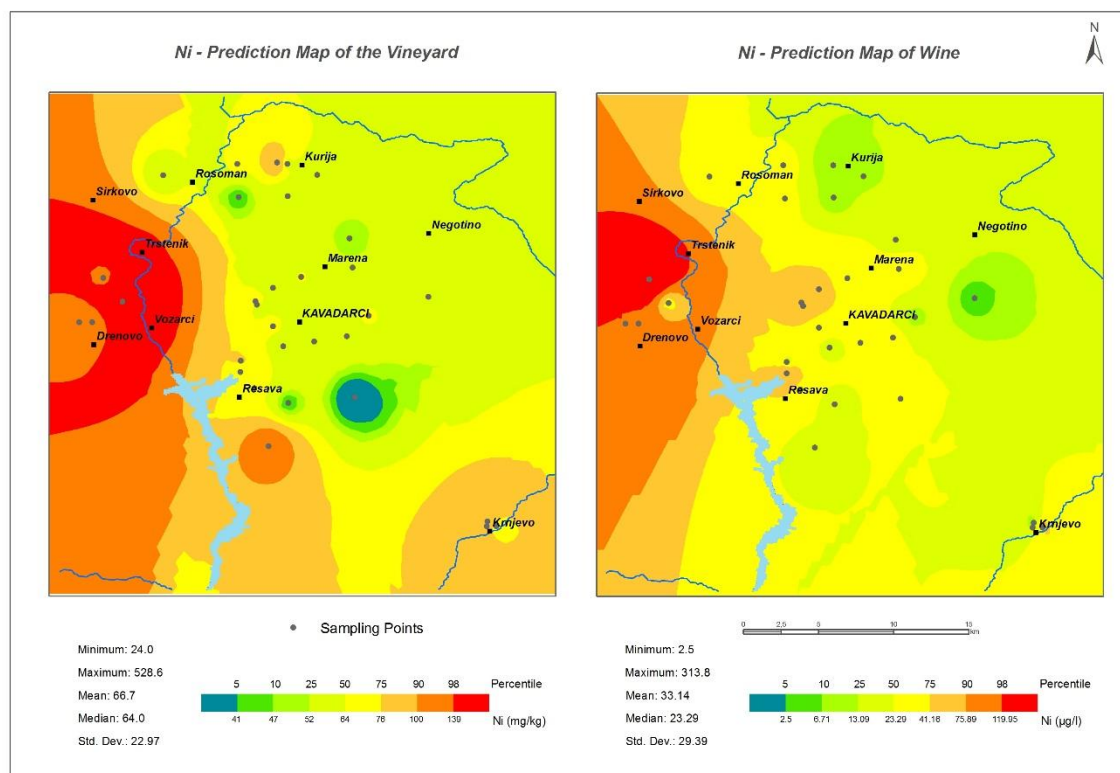 Ni - Prediction Map of the Vineyard
Ni - Prediction Map of Wine
N
Kurija
Rosoman
Sirkovo
Negotino
Trstenik
Marena
KAVADARCI
Vozarci
Drenovo
Resava
Krnjevo
Kurija
Rosoman
Sirkovo
Negotino
Trstenik
Marena
KAVADARCI
Vozarci
Drenovo
Resava
Krnjevo
Sampling Points
0 2,5 5 10 15
km
Minimum: 24.0
Maximum: 528.6
Mean: 66.7
Median: 64.0
Std. Dev.: 22.97
5 10 25 50 75 90 98 Percentile
41 47 52 64 78 100 139 Ni (mg/kg)
Minimum: 2.5
Maximum: 313.8
Mean: 33.14
Median: 23.29
Std. Dev.: 29.39
5 10 25 50 75 90 98 Percentile
2.5 6.71 13.09 23.29 41.18 75.89 119.95 Ni (µg/l)